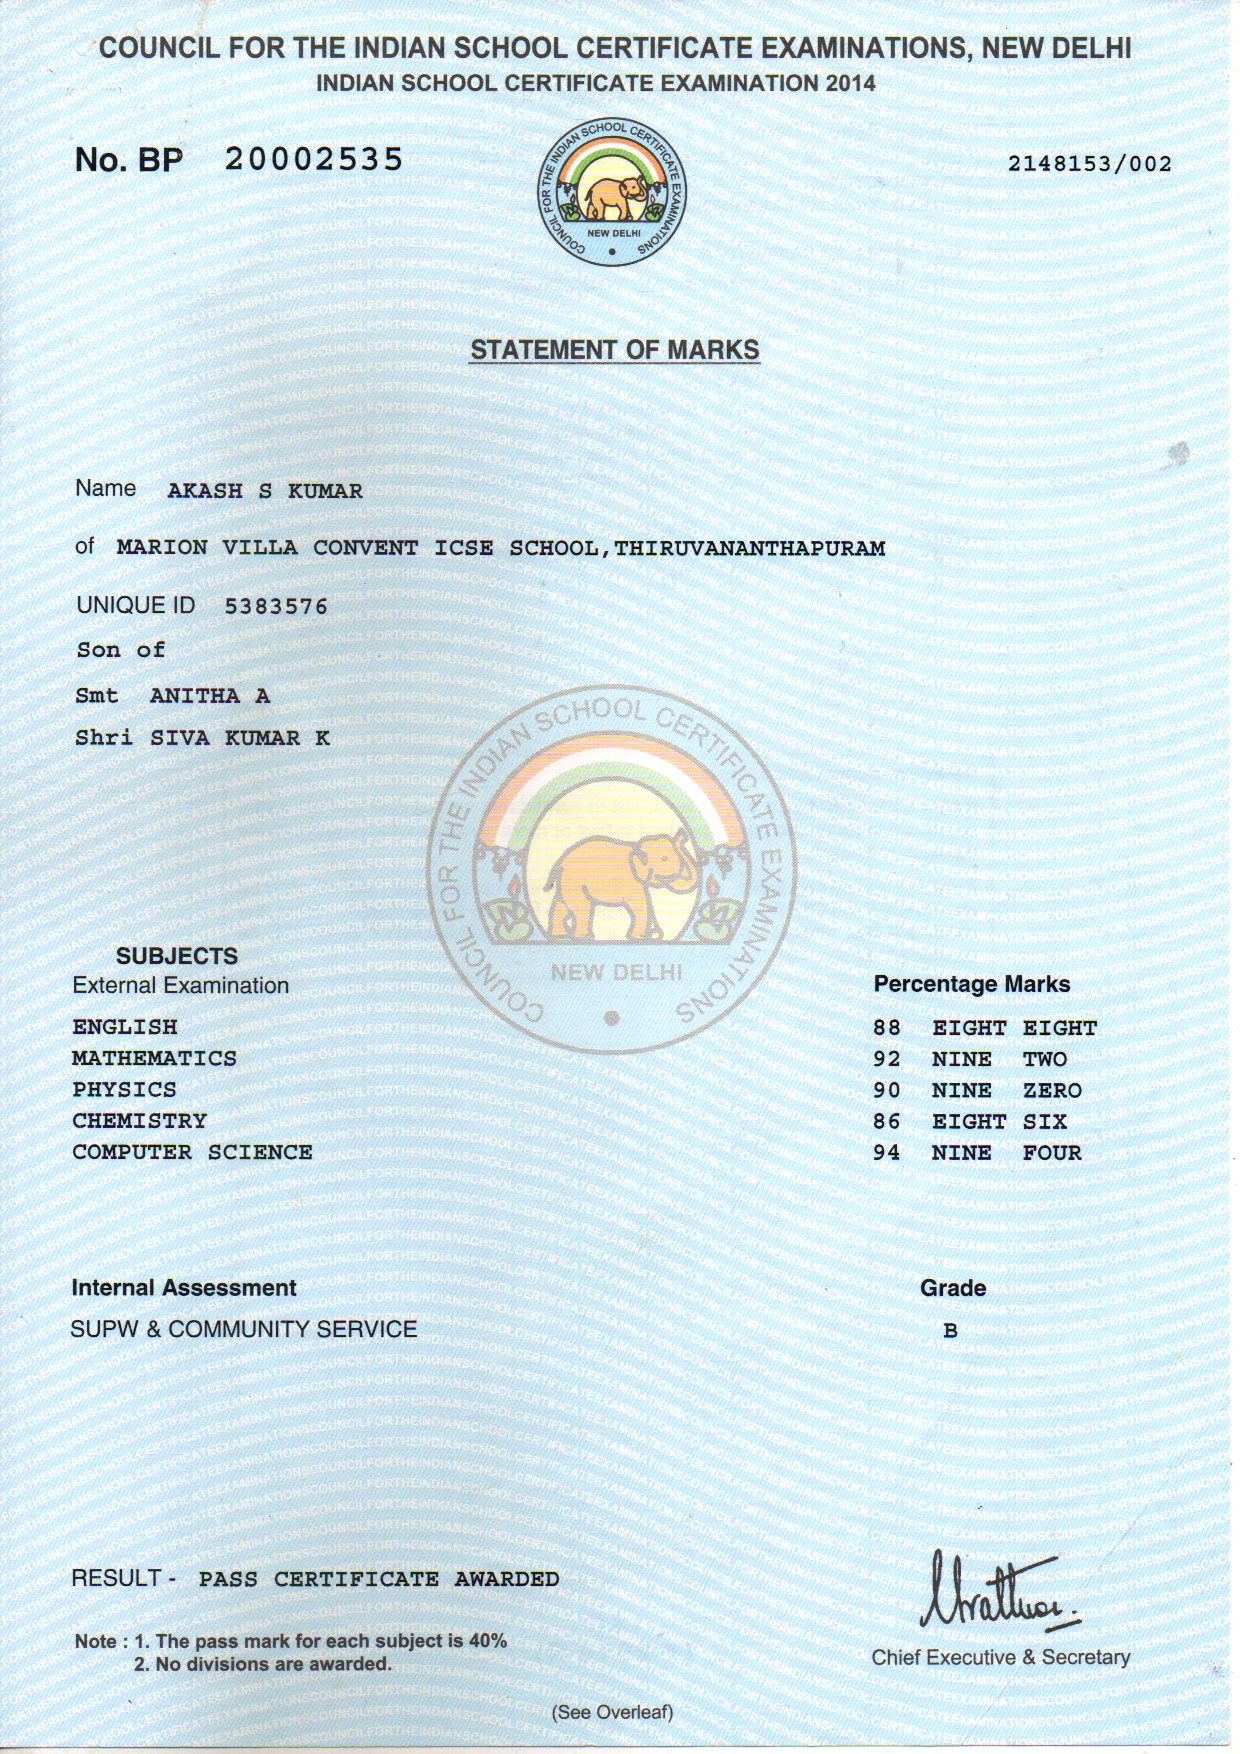 COUNCIL FOR THE INDIAN SCHOOL CERTIFICATE EXAMINATIONS, NEW DELHI
INDIAN SCHOOL CERTIFICATE EXAMINATION 2014
No. BP 20002535
COUNCIL FOR THE INDIAN SCHOOL CERTIFICATE EXAMINATIONS
NEW DELHI
2148153/002
STATEMENT OF MARKS
Name AKASH S KUMAR
of MARION VILLA CONVENT ICSE SCHOOL,THIRUVANANTHAPURAM
UNIQUE ID 5383576
Son of
Smt ANITHA A
Shri SIVA KUMAR K
COUNCIL FOR THE INDIAN SCHOOL CERTIFICATE EXAMINATIONS
NEW DELHI
SUBJECTS
External Examination Percentage Marks
ENGLISH 88 EIGHT EIGHT
MATHEMATICS 92 NINE TWO
PHYSICS 90 NINE ZERO
CHEMISTRY 86 EIGHT SIX
COMPUTER SCIENCE 94 NINE FOUR
Internal Assessment Grade
SUPW & COMMUNITY SERVICE B
RESULT - PASS CERTIFICATE AWARDED
Note : 1. The pass mark for each subject is 40%
2. No divisions are awarded.
Chief Executive & Secretary
(See Overleaf)